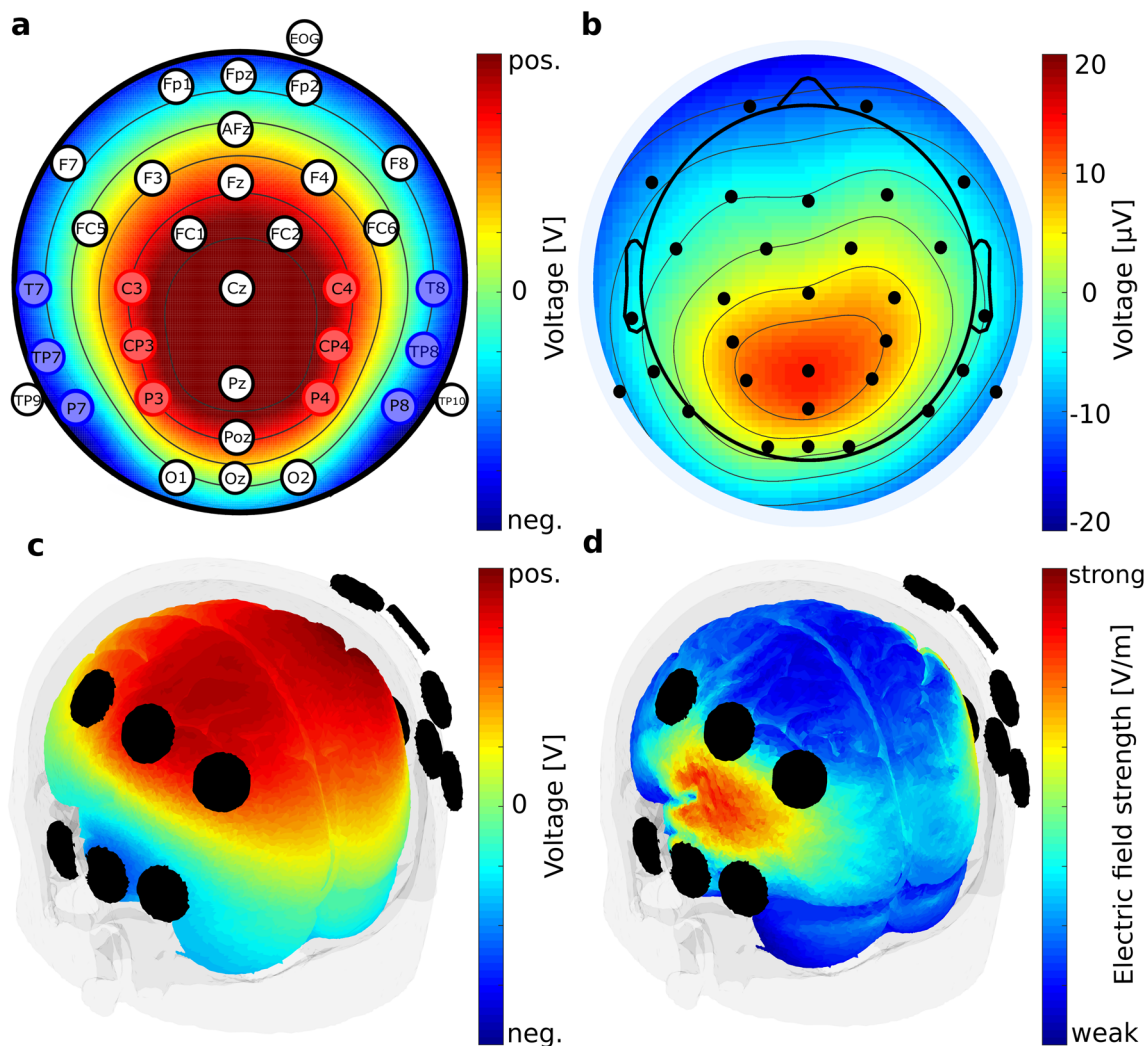 a
EOG
b
pos.
Fp1 Fpz Fp2
20
AFz
F7 F3 Fz F4 F8
10
FC5 FC1 FC2 FC6
Voltage [V]
0
Voltage [µV]
0
T7 C3 Cz C4 T8
TP7 CP3 CP4 TP8
TP9 P7 P3 Pz P4 P8 TP10
-10
Poz
O1 Oz O2
neg.
-20
c
d
pos.
strong
Voltage [V]
0
Electric field strength [V/m]
neg.
weak